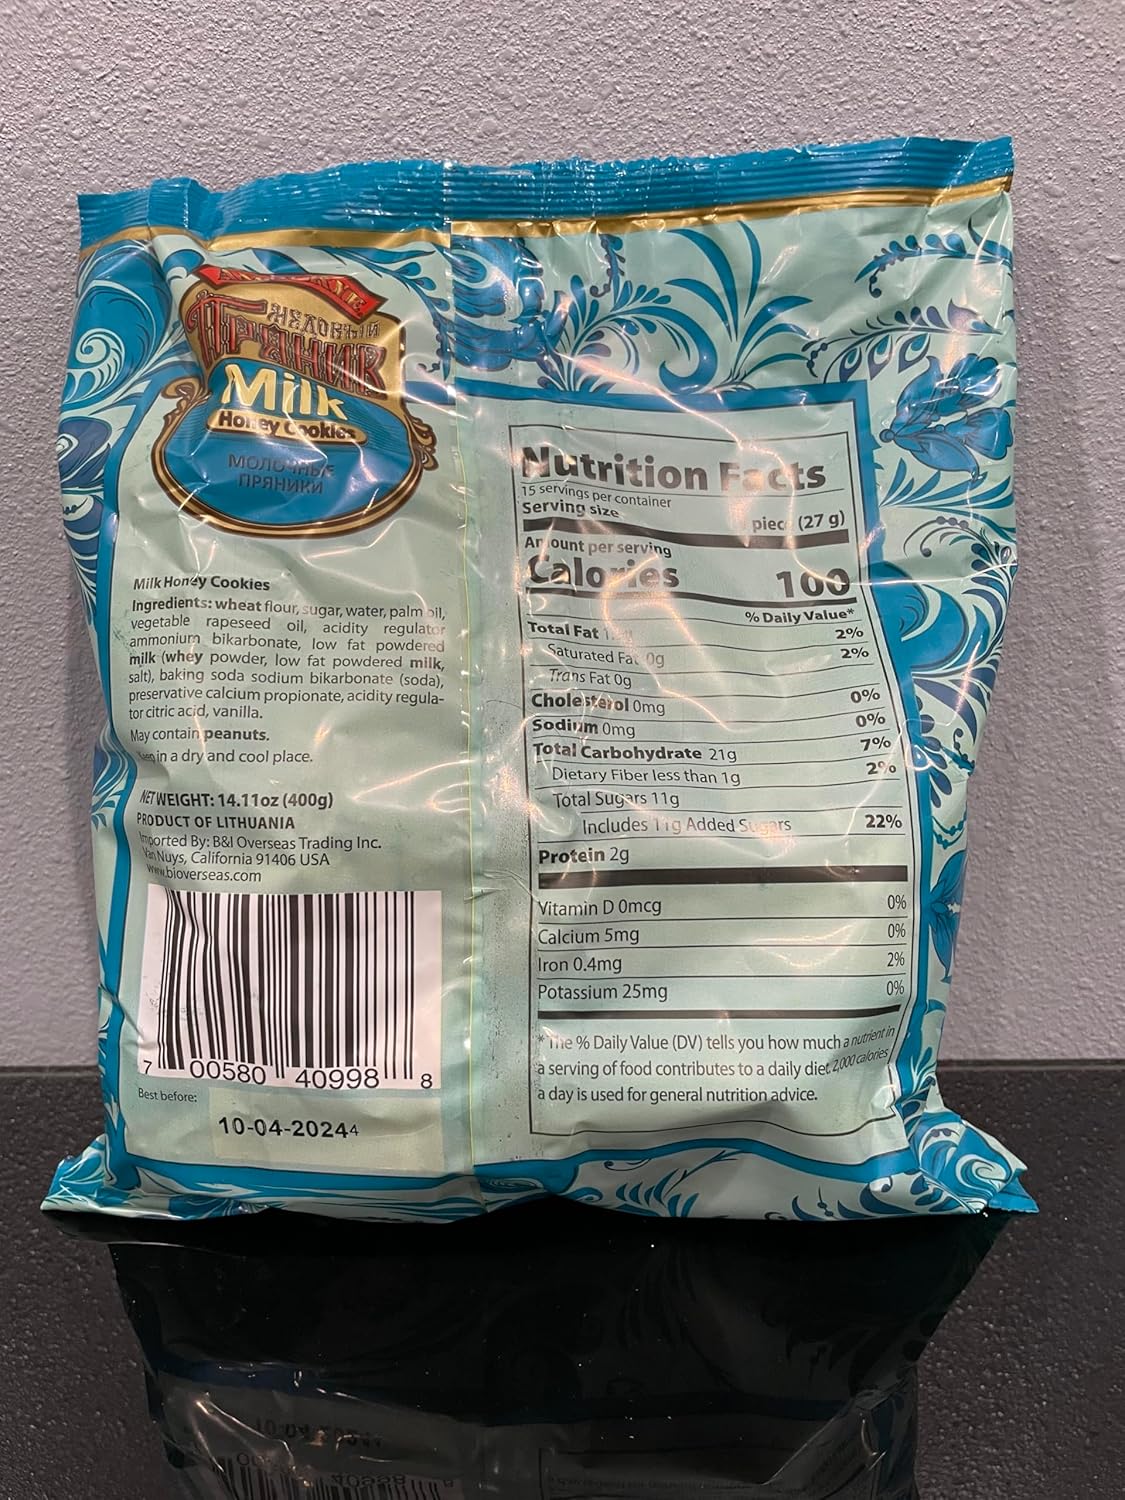 МЕДОВЫЙ
ПРЯНИК
Milk
Honey Cookies
МОЛОЧНЫЕ
ПРЯНИКИ
Milk Honey Cookies
Ingredients: wheat flour, sugar, water, palm oil,
vegetable rapeseed oil, acidity regulator
ammonium bikarbonate, low fat powdered
milk (whey powder, low fat powdered milk,
salt), baking soda sodium bikarbonate (soda),
preservative calcium propionate, acidity regula-
tor citric acid, vanilla.
May contain peanuts.
Keep in a dry and cool place.
NET WEIGHT: 14.11oz (400g)
PRODUCT OF LITHUANIA
Imported By: B&I Overseas Trading Inc.
Van Nuys, California 91406 USA
www.bioverseas.com
7 00580 40998 8
Best before:
10-04-2024 4
Nutrition Facts
15 servings per container
Serving size piece (27 g)
Amount per serving
Calories 100
% Daily Value*
Total Fat 2%
Saturated Fat 0g 2%
Trans Fat 0g
Cholesterol 0mg 0%
Sodium 0mg 0%
Total Carbohydrate 21g 7%
Dietary Fiber less than 1g 2%
Total Sugars 11g
Includes 11g Added Sugars 22%
Protein 2g
Vitamin D 0mcg 0%
Calcium 5mg 0%
Iron 0.4mg 2%
Potassium 25mg 0%
* The % Daily Value (DV) tells you how much a nutrient in
a serving of food contributes to a daily diet. 2,000 calories
a day is used for general nutrition advice.